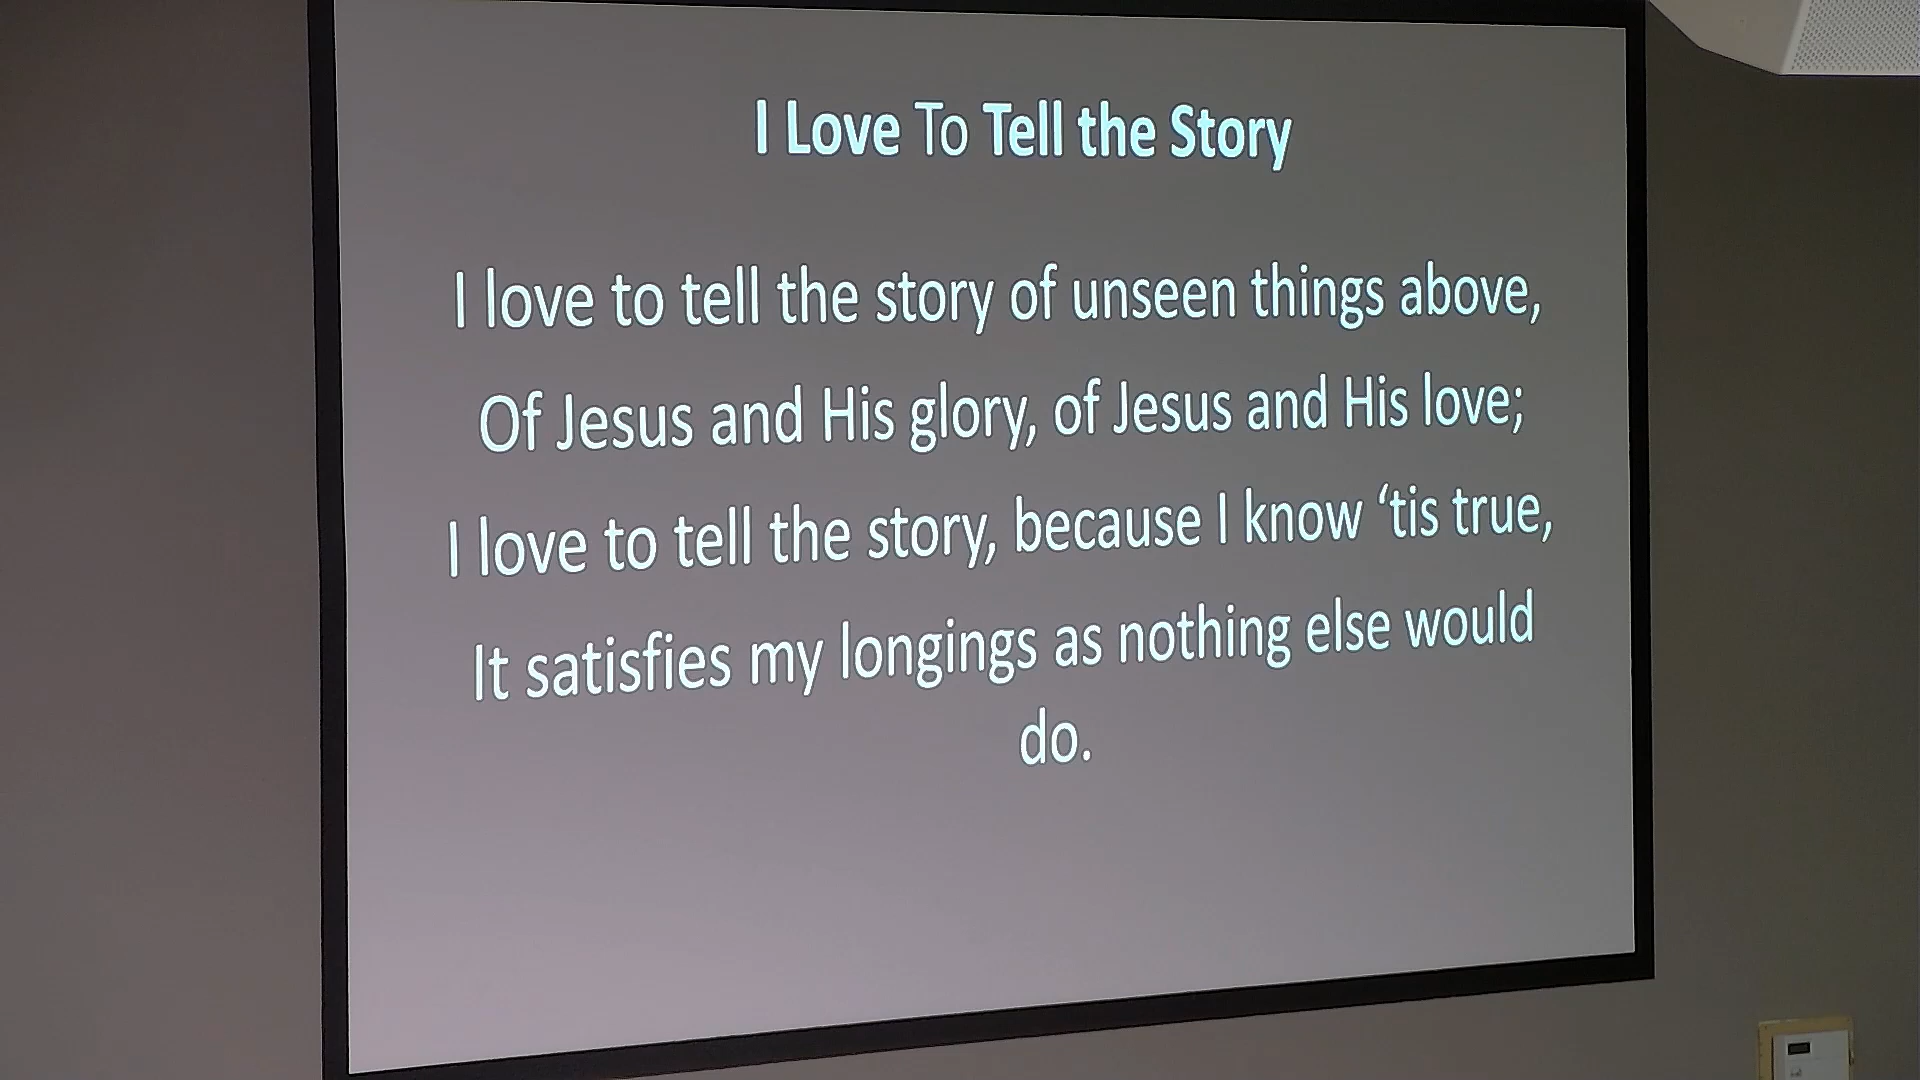 I Love To Tell the Story
I love to tell the story of unseen things above,
Of Jesus and His glory, of Jesus and His love;
I love to tell the story, because I know ‘tis true,
It satisfies my longings as nothing else would
do.